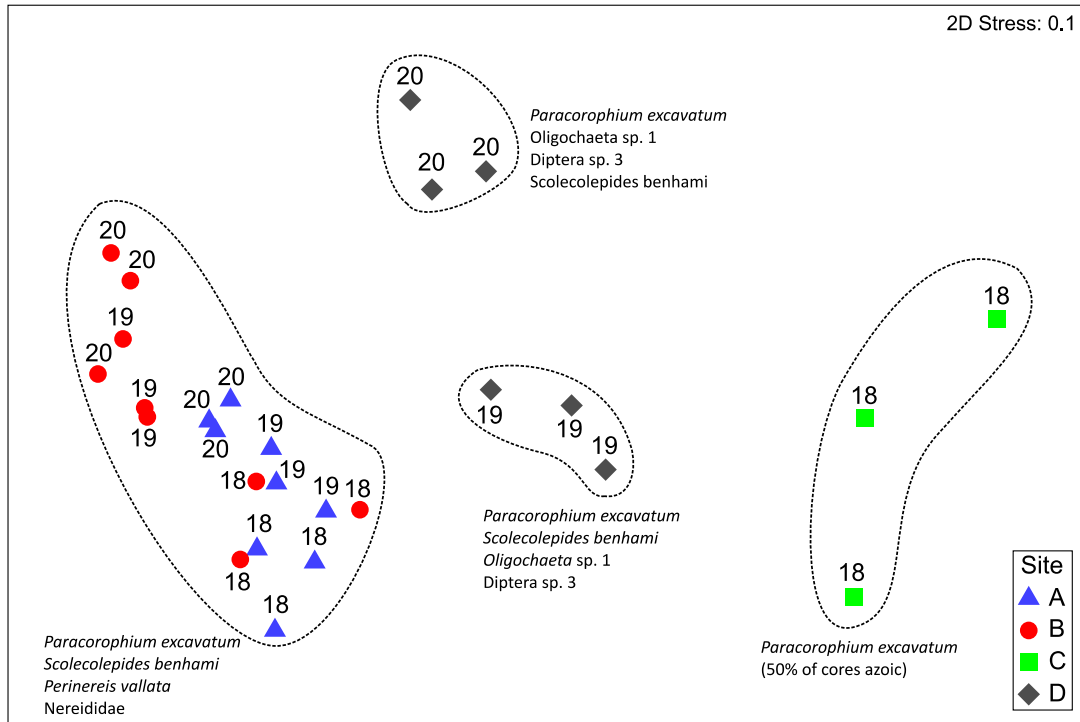 2D Stress: 0.1
20
20
20
Paracorophium excavatum
Oligochaeta sp. 1
Diptera sp. 3
Scolecolepides benhami
20
20
19
20
19
19
20
20
20
19
19
19
18
18
18
18
18
18
19
19
19
18
18
18
Paracorophium excavatum
Scolecolepides benhami
Oligochaeta sp. 1
Diptera sp. 3
Paracorophium excavatum
Scolecolepides benhami
Perinereis vallata
Nereididae
Paracorophium excavatum
(50% of cores azoic)
Site
A
B
C
D